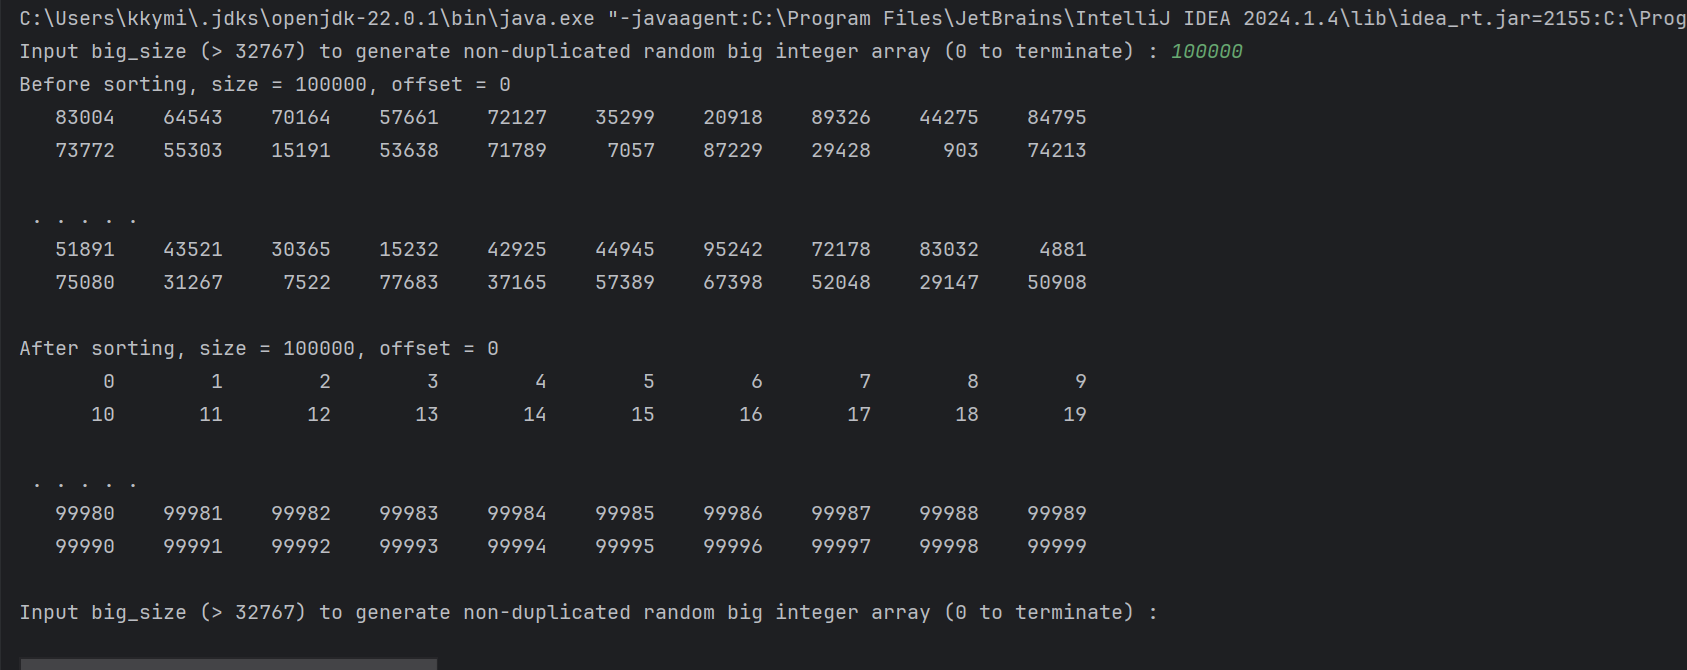 C:\Users\kkymi\.jdks\openjdk-22.0.1\bin\java.exe "-javaagent:C:\Program Files\JetBrains\IntelliJ IDEA 2024.1.4\lib\idea_rt.jar=2155:C:\Prog
Input big_size (> 32767) to generate non-duplicated random big integer array (0 to terminate) : 100000
Before sorting, size = 100000, offset = 0
83004 64543 70164 57661 72127 35299 20918 89326 44275 84795
73772 55303 15191 53638 71789 7057 87229 29428 903 74213
. . . . .
51891 43521 30365 15232 42925 44945 95242 72178 83032 4881
75080 31267 7522 77683 37165 57389 67398 52048 29147 50908
After sorting, size = 100000, offset = 0
0 1 2 3 4 5 6 7 8 9
10 11 12 13 14 15 16 17 18 19
. . . . .
99980 99981 99982 99983 99984 99985 99986 99987 99988 99989
99990 99991 99992 99993 99994 99995 99996 99997 99998 99999
Input big_size (> 32767) to generate non-duplicated random big integer array (0 to terminate) :